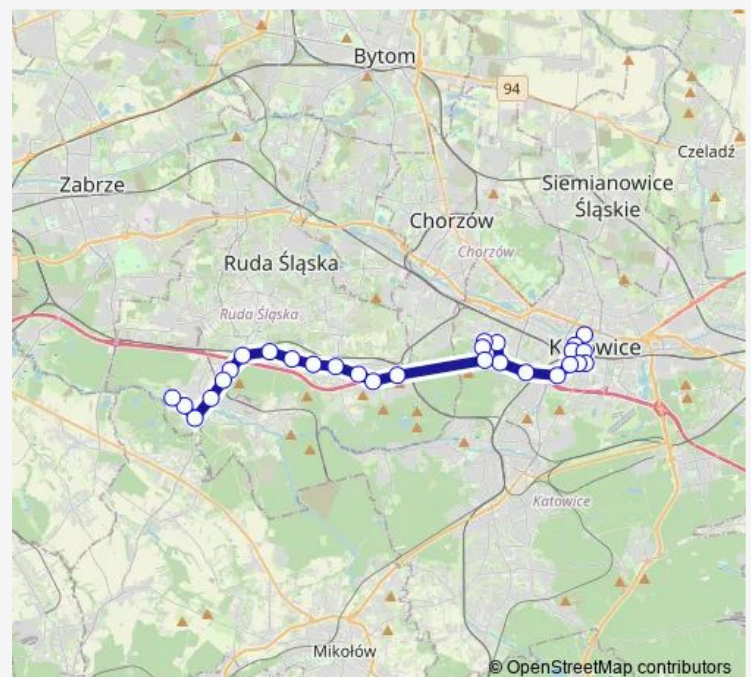 Bytom
94
Czeladź
Zabrze
Siemianowice
Śląskie
Chorzów
Chorzów
Ruda Śląska
Ruda Śląska
Katowice
Katowice
Mikołów
© OpenStreetMap contributors